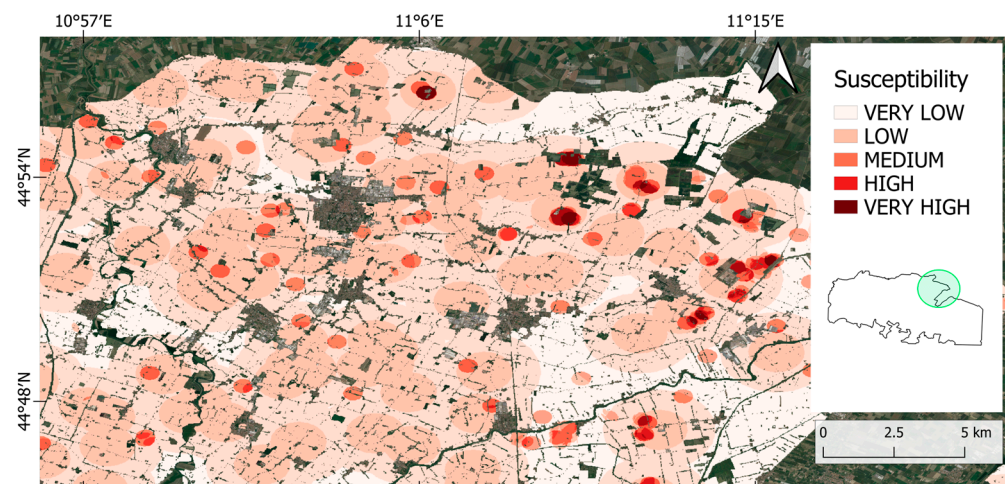 10°57′E
11°6′E
11°15′E
44°54′N
44°48′N
Susceptibility
VERY LOW
LOW
MEDIUM
HIGH
VERY HIGH
0
2.5
5 km